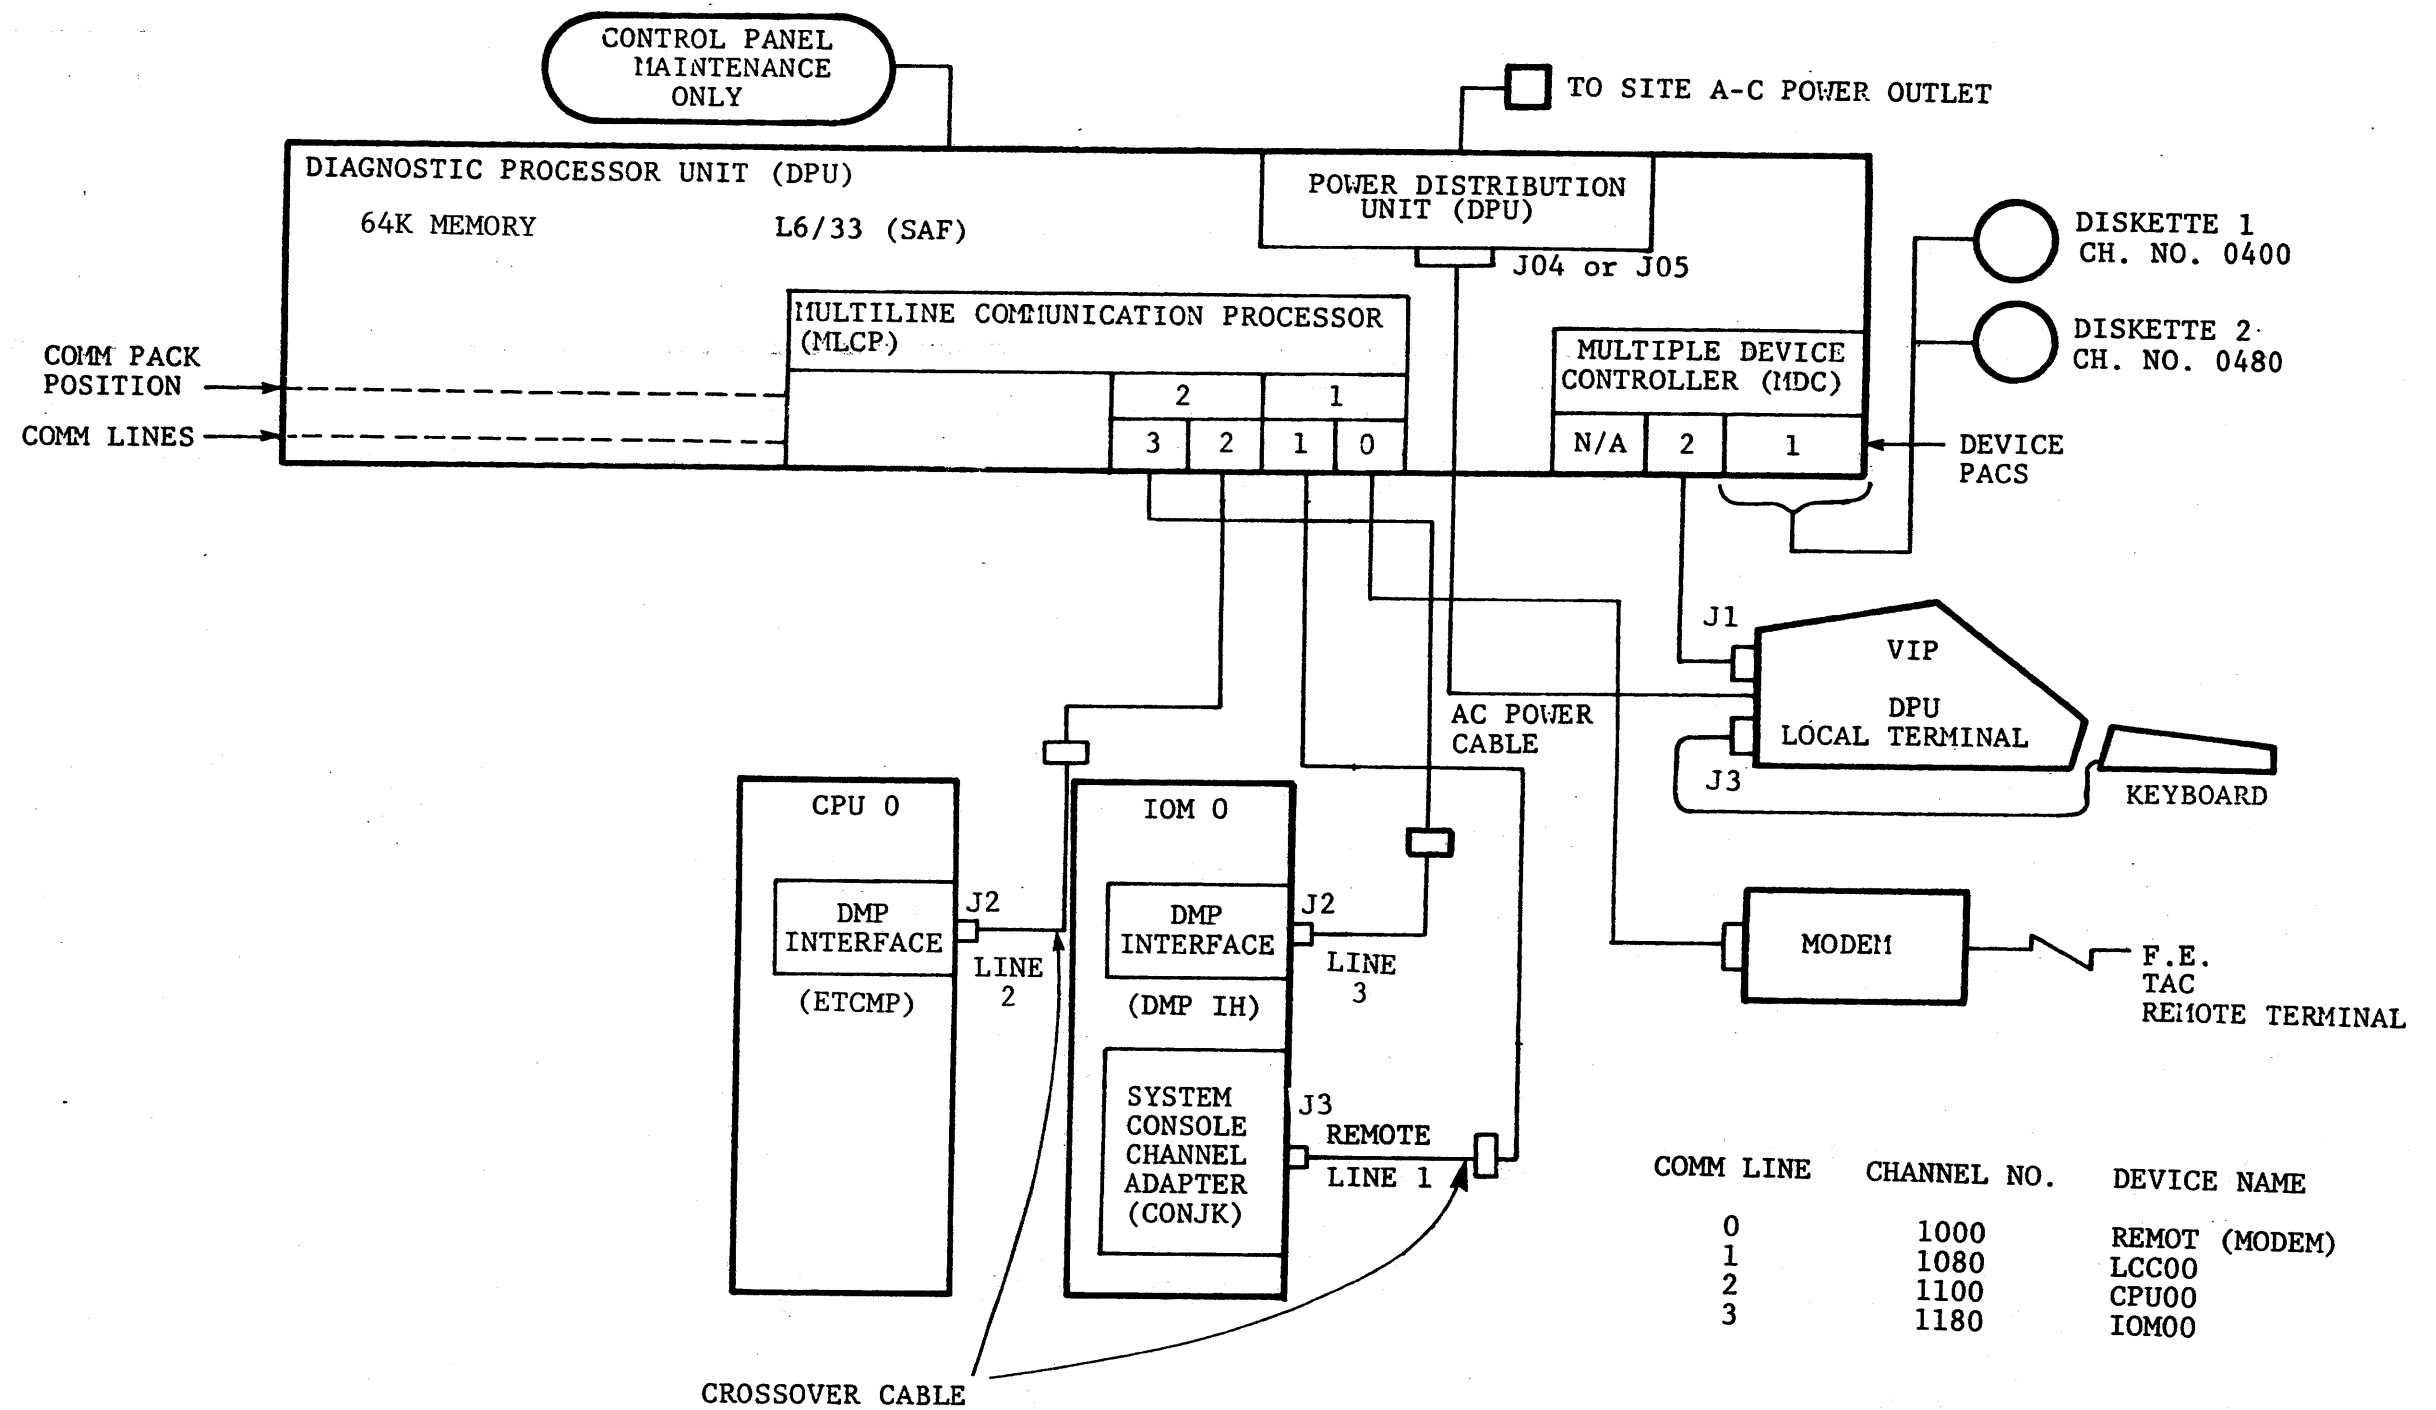 CONTROL PANEL
MAINTENANCE
ONLY
TO SITE A-C POWER OUTLET
DIAGNOSTIC PROCESSOR UNIT (DPU)
64K MEMORY
L6/33 (SAF)
POWER DISTRIBUTION
UNIT (DPU)
J04 or J05
DISKETTE 1
CH. NO. 0400
DISKETTE 2
CH. NO. 0480
MULTILINE COMMUNICATION PROCESSOR
(MLCP)
2
1
3
2
1
0
COMM PACK
POSITION
COMM LINES
MULTIPLE DEVICE
CONTROLLER (MDC)
N/A
2
1
DEVICE
PACS
J1
VIP
DPU
LOCAL TERMINAL
J3
KEYBOARD
AC POWER
CABLE
CPU 0
DMP
INTERFACE
(ETCMP)
J2
LINE
2
IOM 0
DMP
INTERFACE
(DMP IH)
J2
LINE
3
SYSTEM
CONSOLE
CHANNEL
ADAPTER
(CONJK)
J3
REMOTE
LINE 1
MODEM
F.E.
TAC
REMOTE TERMINAL
CROSSOVER CABLE
COMM LINE CHANNEL NO. DEVICE NAME
0 1000 REMOT (MODEM)
1 1080 LCC00
2 1100 CPU00
3 1180 IOM00